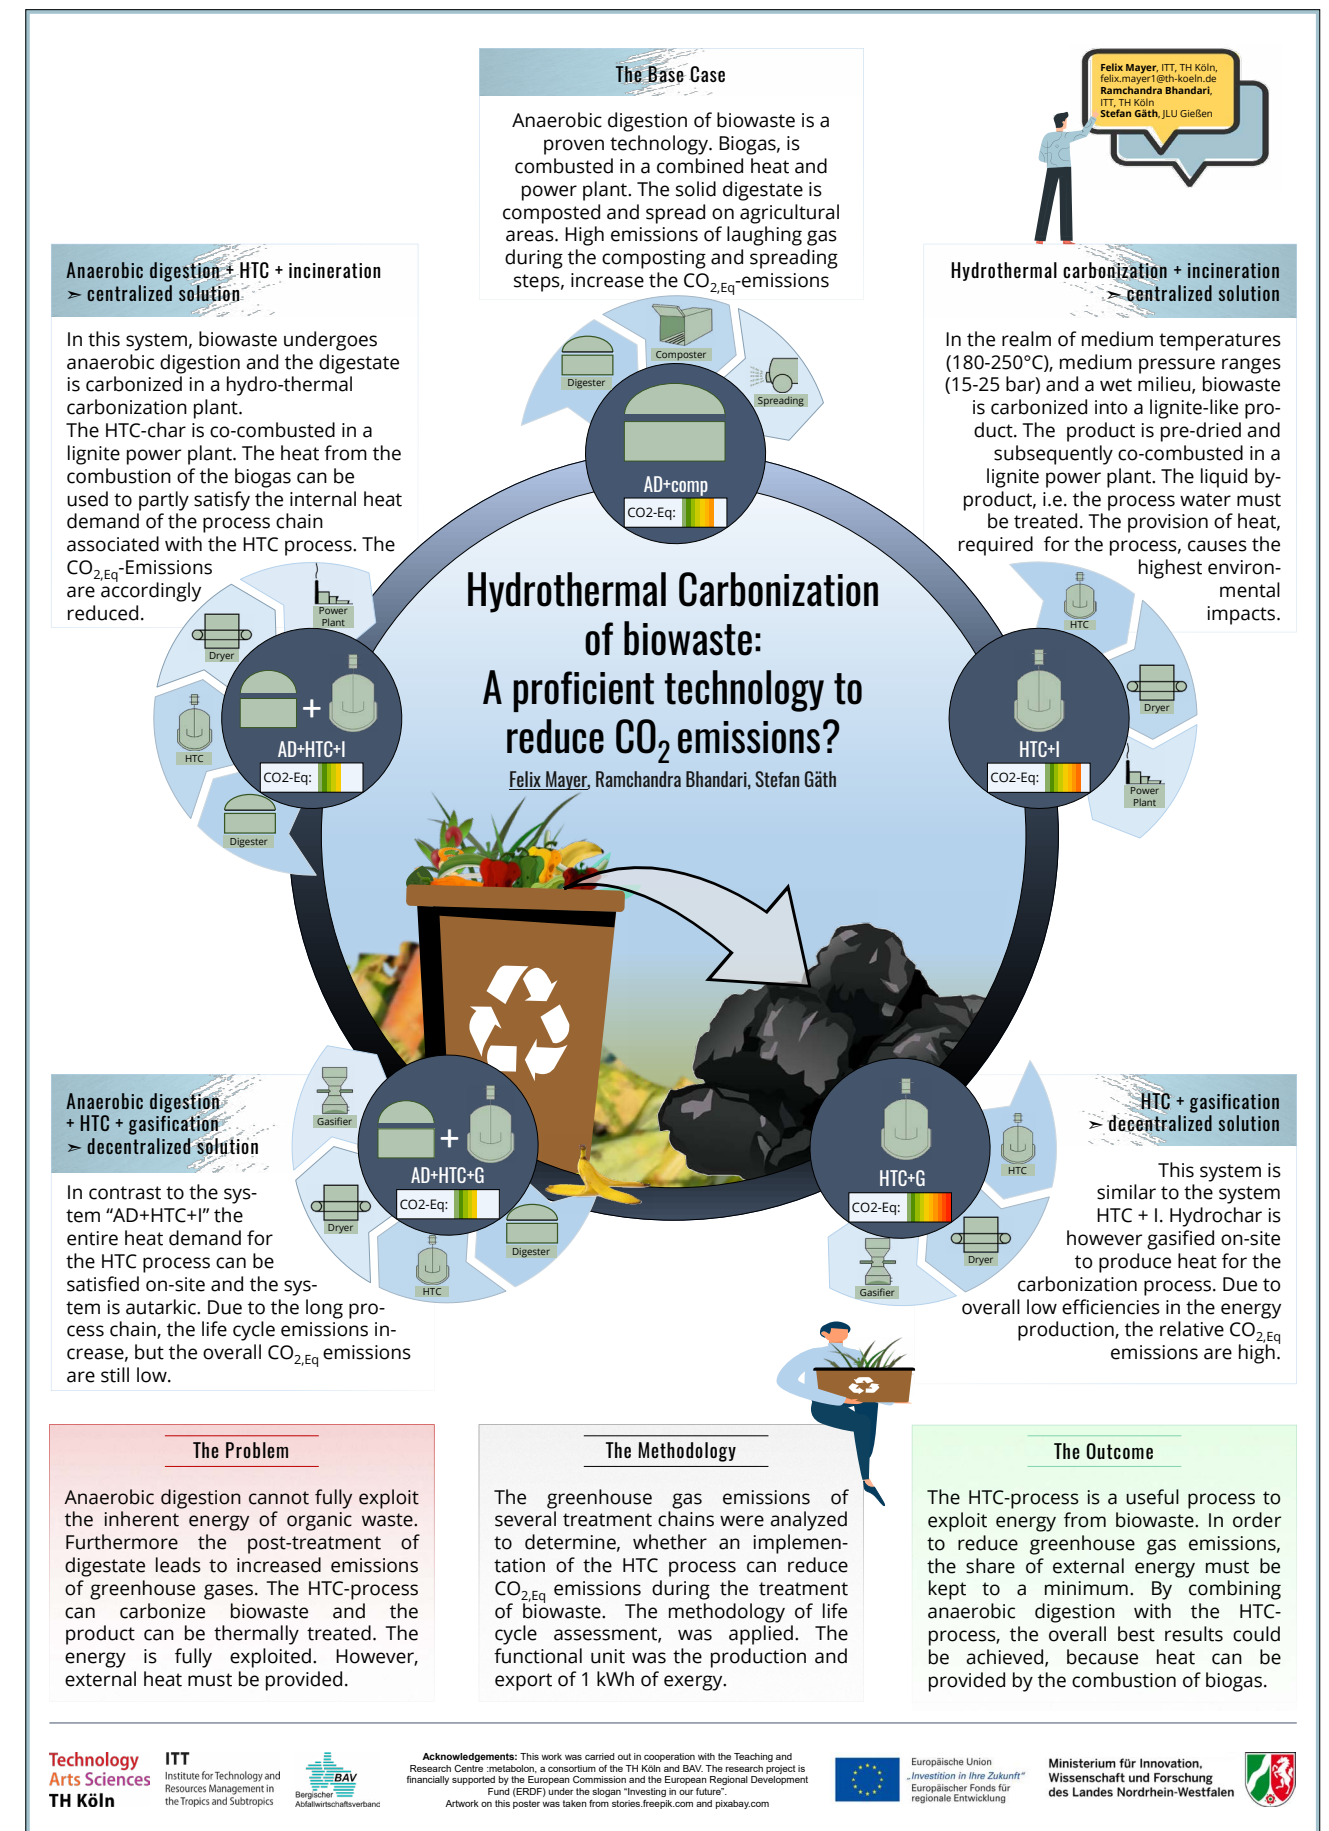 The Base Case
Anaerobic digestion of biowaste is a
proven technology. Biogas, is
combusted in a combined heat and
power plant. The solid digestate is
composted and spread on agricultural
areas. High emissions of laughing gas
during the composting and spreading
steps, increase the CO2,Eq-emissions
Felix Mayer, ITT, TH Köln,
felix.mayer1@th-koeln.de
Ramchandra Bhandari,
ITT, TH Köln
Stefan Gäth, JLU Gießen
Anaerobic digestion + HTC + incineration
➣ centralized solution
In this system, biowaste undergoes
anaerobic digestion and the digestate
is carbonized in a hydro-thermal
carbonization plant.
The HTC-char is co-combusted in a
lignite power plant. The heat from the
combustion of the biogas can be
used to partly satisfy the internal heat
demand of the process chain
associated with the HTC process. The
CO2,Eq-Emissions
are accordingly
reduced.
Hydrothermal carbonization + incineration
➣ centralized solution
In the realm of medium temperatures
(180-250°C), medium pressure ranges
(15-25 bar) and a wet milieu, biowaste
is carbonized into a lignite-like pro-
duct. The product is pre-dried and
subsequently co-combusted in a
lignite power plant. The liquid by-
product, i.e. the process water must
be treated. The provision of heat,
required for the process, causes the
highest environ-
mental
impacts.
Digester
Composter
Spreading
AD+comp
CO2-Eq:
Hydrothermal Carbonization
of biowaste:
A proficient technology to
reduce CO2 emissions?
Felix Mayer, Ramchandra Bhandari, Stefan Gäth
Power
Plant
Dryer
HTC
Digester
+
AD+HTC+I
CO2-Eq:
HTC
Dryer
Power
Plant
HTC+I
CO2-Eq:
Anaerobic digestion
+ HTC + gasification
➣ decentralized solution
In contrast to the sys-
tem “AD+HTC+I” the
entire heat demand for
the HTC process can be
satisfied on-site and the sys-
tem is autarkic. Due to the long pro-
cess chain, the life cycle emissions in-
crease, but the overall CO2,Eq emissions
are still low.
Gasifier
Dryer
HTC
Digester
+
AD+HTC+G
CO2-Eq:
HTC+G
CO2-Eq:
HTC
Dryer
Gasifier
HTC + gasification
➣ decentralized solution
This system is
similar to the system
HTC + I. Hydrochar is
however gasified on-site
to produce heat for the
carbonization process. Due to
overall low efficiencies in the energy
production, the relative CO2,Eq
emissions are high.
The Problem
Anaerobic digestion cannot fully exploit
the inherent energy of organic waste.
Furthermore the post-treatment of
digestate leads to increased emissions
of greenhouse gases. The HTC-process
can carbonize biowaste and the
product can be thermally treated. The
energy is fully exploited. However,
external heat must be provided.
The Methodology
The greenhouse gas emissions of
several treatment chains were analyzed
to determine, whether an implemen-
tation of the HTC process can reduce
CO2,Eq emissions during the treatment
of biowaste. The methodology of life
cycle assessment, was applied. The
functional unit was the production and
export of 1 kWh of exergy.
The Outcome
The HTC-process is a useful process to
exploit energy from biowaste. In order
to reduce greenhouse gas emissions,
the share of external energy must be
kept to a minimum. By combining
anaerobic digestion with the HTC-
process, the overall best results could
be achieved, because heat can be
provided by the combustion of biogas.
Technology
Arts Sciences
TH Köln
ITT
Institute for Technology and
Resources Management in
the Tropics and Subtropics
BAV
Bergischer
Abfallwirtschaftsverband
Acknowledgements: This work was carried out in cooperation with the Teaching and
Research Centre :metabolon, a consortium of the TH Köln and BAV. The research project is
financially supported by the European Commission and the European Regional Development
Fund (ERDF) under the slogan “Investing in our future”.
Artwork on this poster was taken from stories.freepik.com and pixabay.com
Europäische Union
„Investition in Ihre Zukunft“
Europäischer Fonds für
regionale Entwicklung
Ministerium für Innovation,
Wissenschaft und Forschung
des Landes Nordrhein-Westfalen